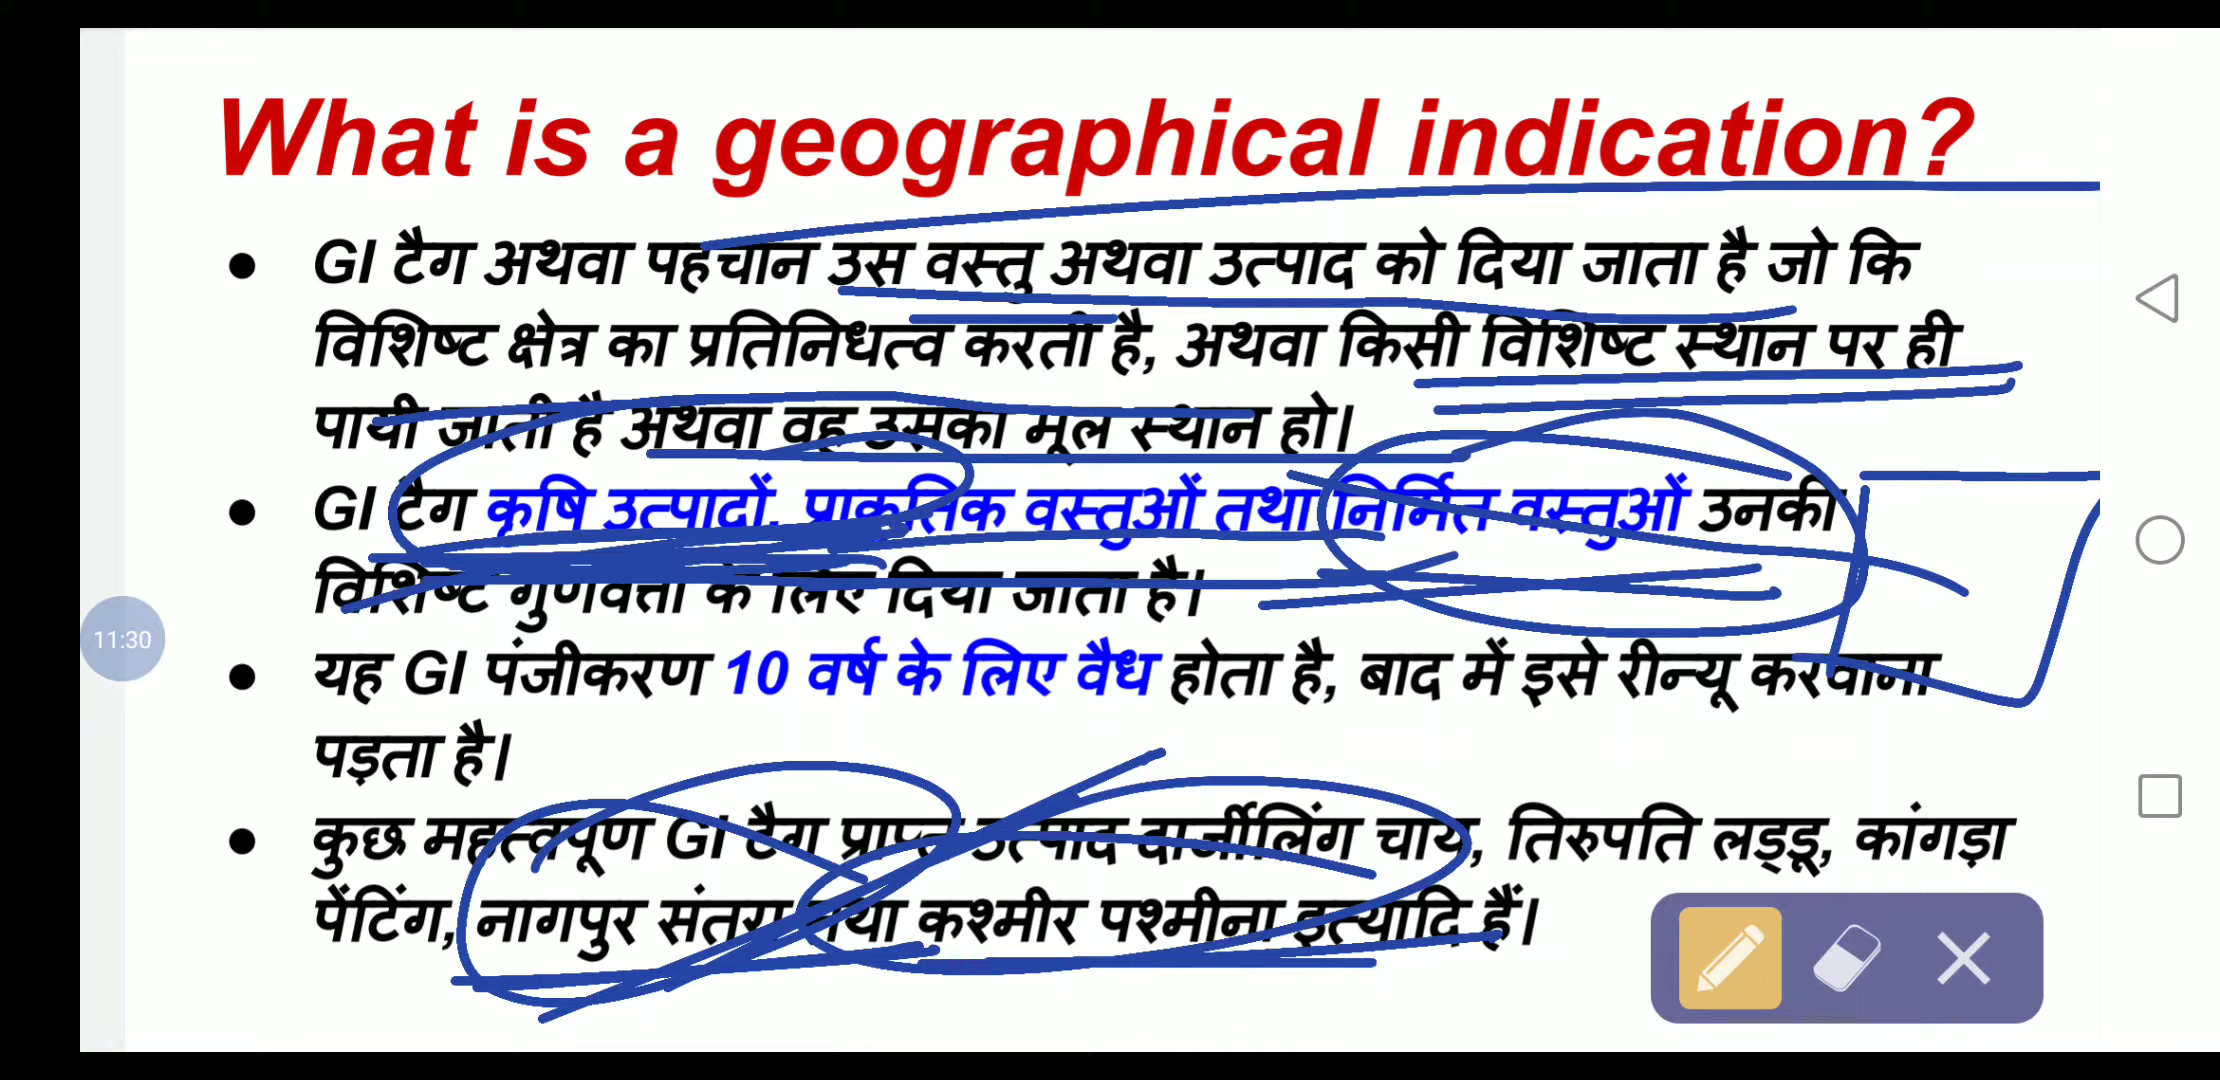 What is a geographical indication?
● GI टैग अथवा पहचान उस वस्तु अथवा उत्पाद को दिया जाता है जो कि
विशिष्ट क्षेत्र का प्रतिनिधत्व करती है, अथवा किसी विशिष्ट स्थान पर ही
पायी जाती है अथवा वह उसका मूल स्थान हो।
● GI टैग कृषि उत्पादों, प्राकृतिक वस्तुओं तथा निर्मित वस्तुओं उनकी
विशिष्ट गुणवत्ता के लिए दिया जाता है।
● यह GI पंजीकरण 10 वर्ष के लिए वैध होता है, बाद में इसे रीन्यू करवाना
पड़ता है।
● कुछ महत्वपूण GI टैग प्राप्त उत्पाद दार्जीलिंग चाय, तिरुपति लड्डू, कांगड़ा
पेंटिंग, नागपुर संतरा तथा कश्मीर पश्मीना इत्यादि हैं।
11:30